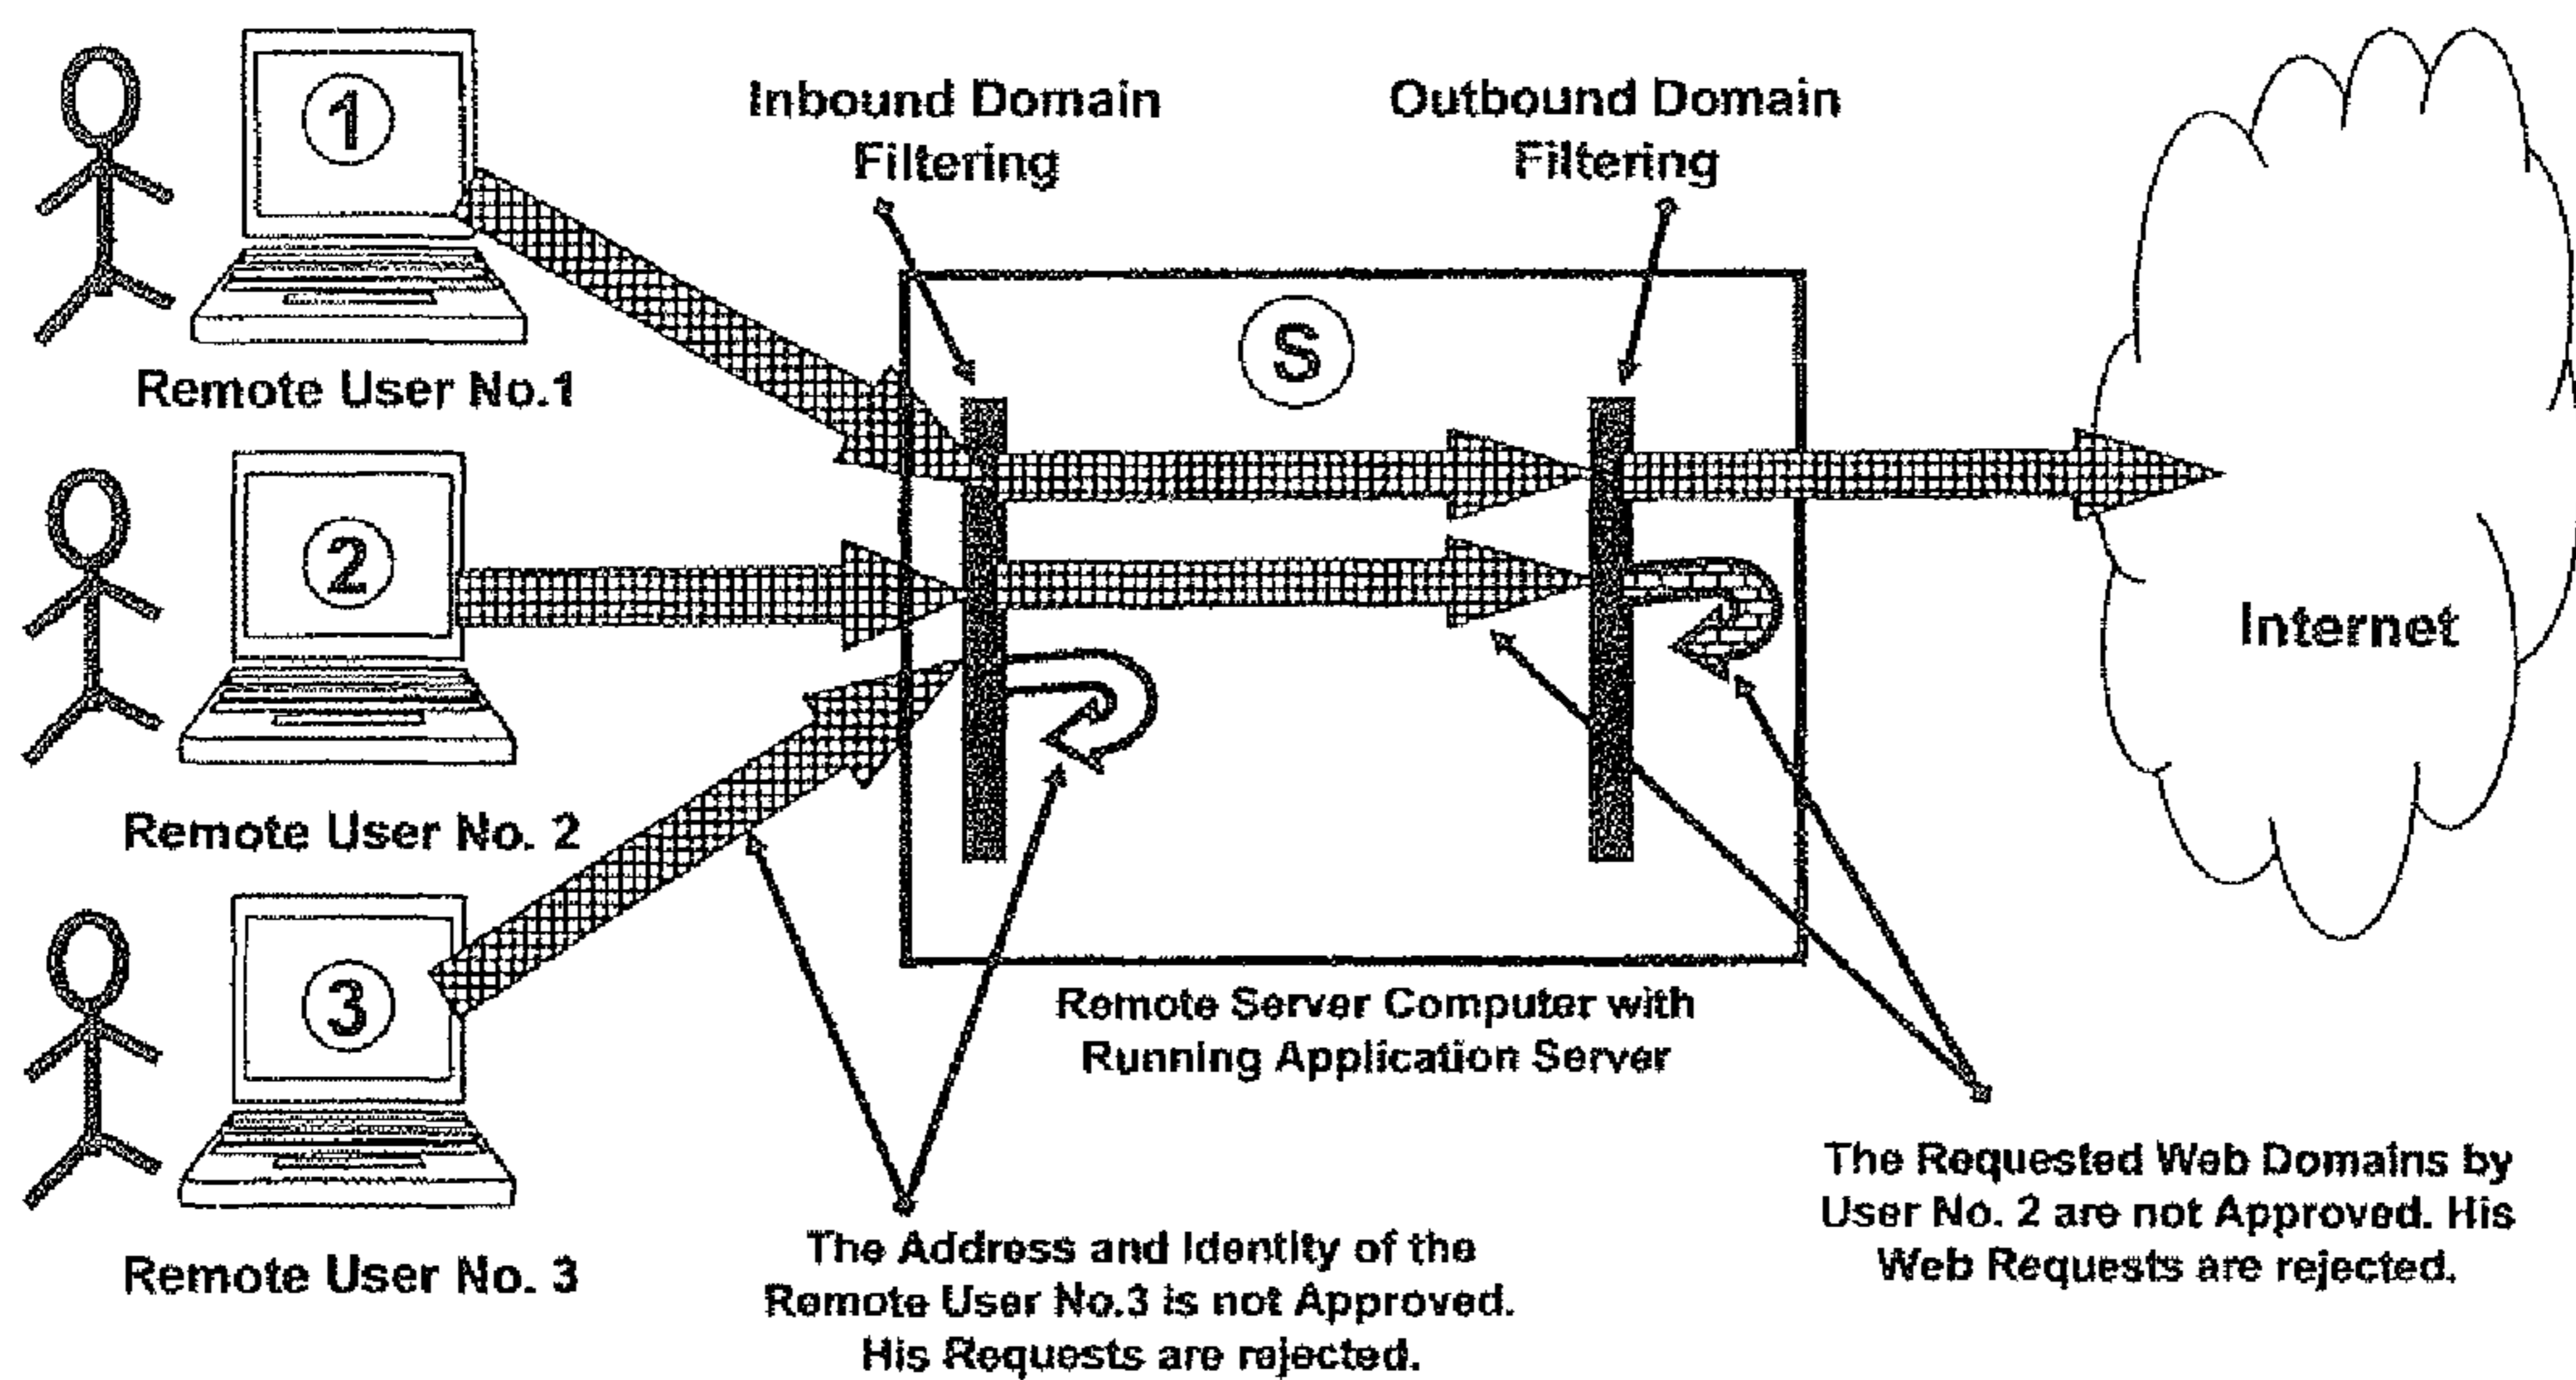 1
Inbound Domain
Filtering
Outbound Domain
Filtering
S
Remote User No.1
2
Internet
Remote User No. 2
3
Remote Server Computer with
Running Application Server
Remote User No. 3
The Address and Identity of the
Remote User No.3 is not Approved.
His Requests are rejected.
The Requested Web Domains by
User No. 2 are not Approved. His
Web Requests are rejected.